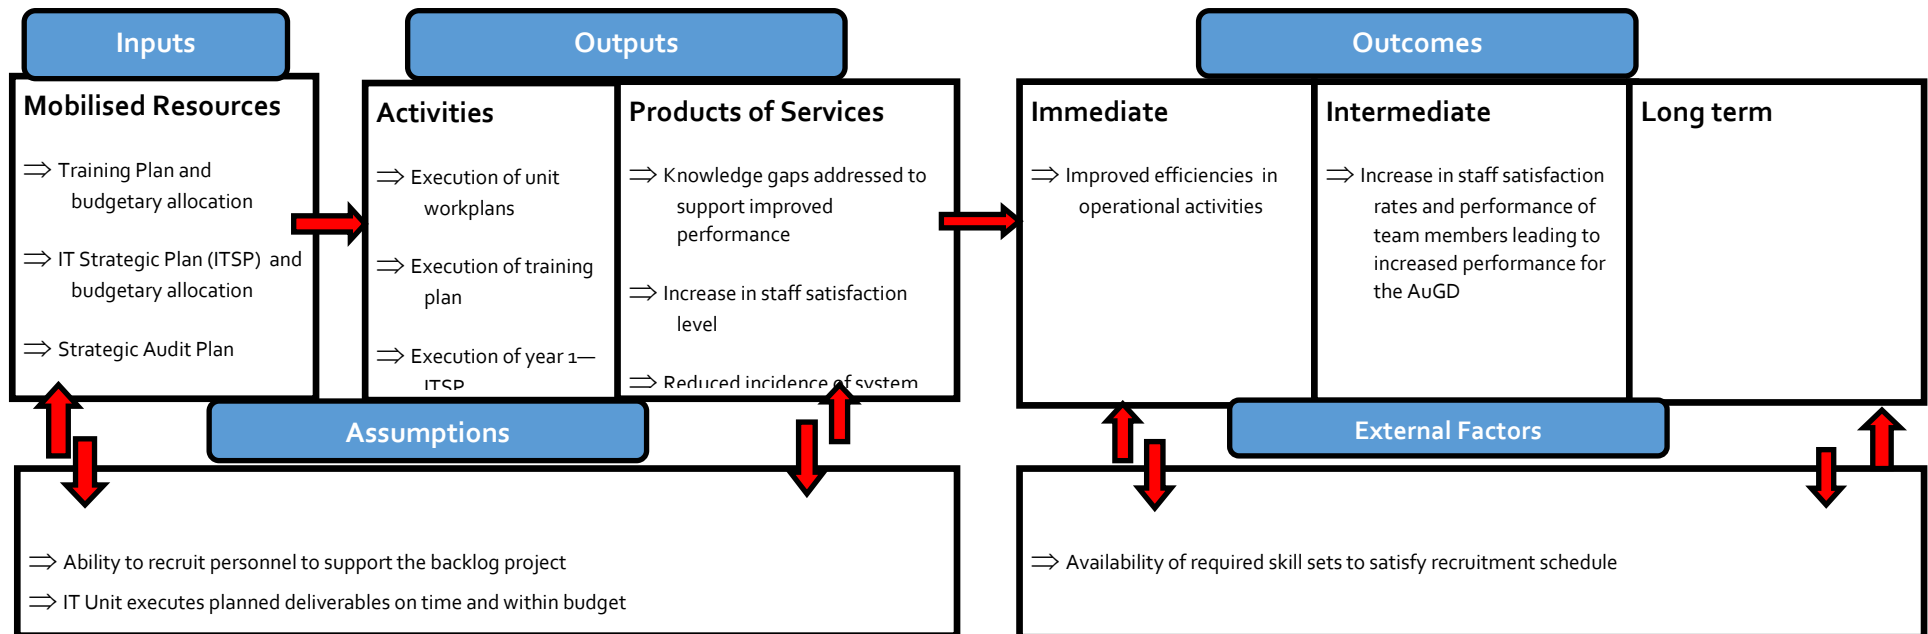 Inputs
Outputs
Outcomes
Mobilised Resources
⇒ Training Plan and
budgetary allocation
⇒ IT Strategic Plan (ITSP) and
budgetary allocation
⇒ Strategic Audit Plan
Activities
⇒ Execution of unit
workplans
⇒ Execution of training
plan
⇒ Execution of year 1—
ITSP
Products of Services
⇒ Knowledge gaps addressed to
support improved
performance
⇒ Increase in staff satisfaction
level
⇒ Reduced incidence of system
Immediate
⇒ Improved efficiencies in
operational activities
Intermediate
⇒ Increase in staff satisfaction
rates and performance of
team members leading to
increased performance for
the AuGD
Long term
Assumptions
⇒ Ability to recruit personnel to support the backlog project
⇒ IT Unit executes planned deliverables on time and within budget
External Factors
⇒ Availability of required skill sets to satisfy recruitment schedule